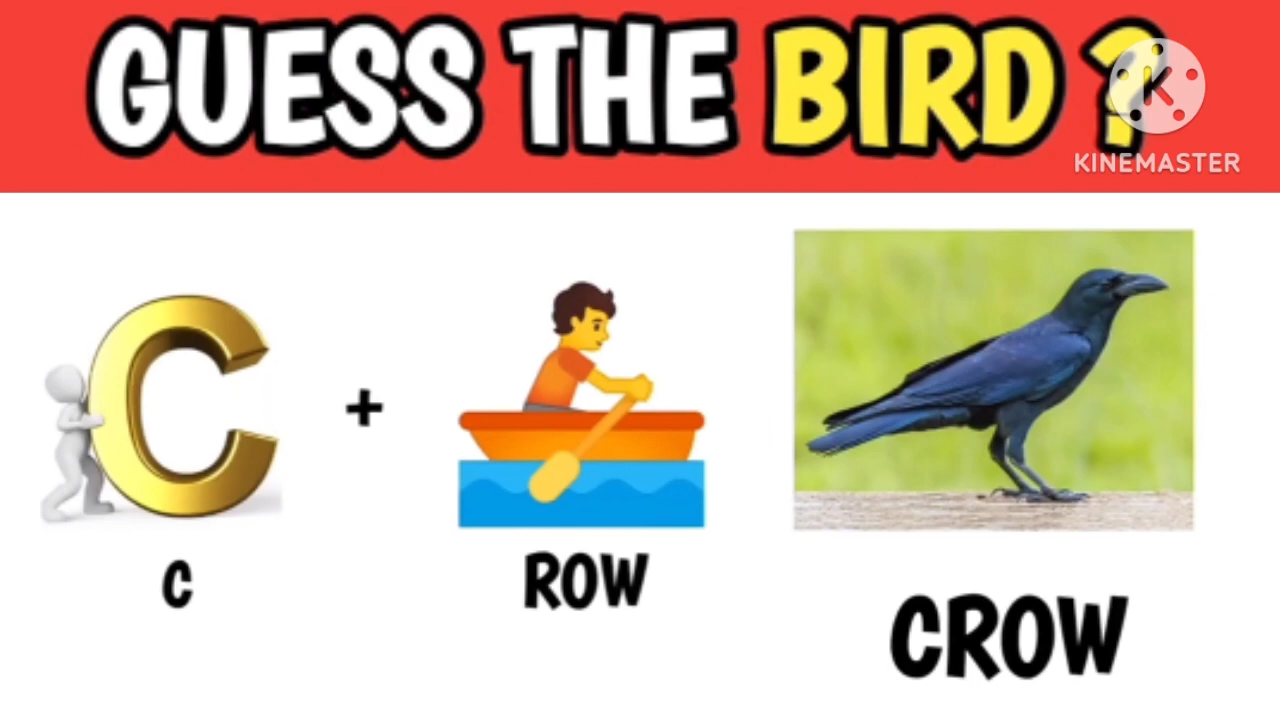 GUESS THE BIRD ?
K
KINEMASTER
C
+
C
ROW
CROW